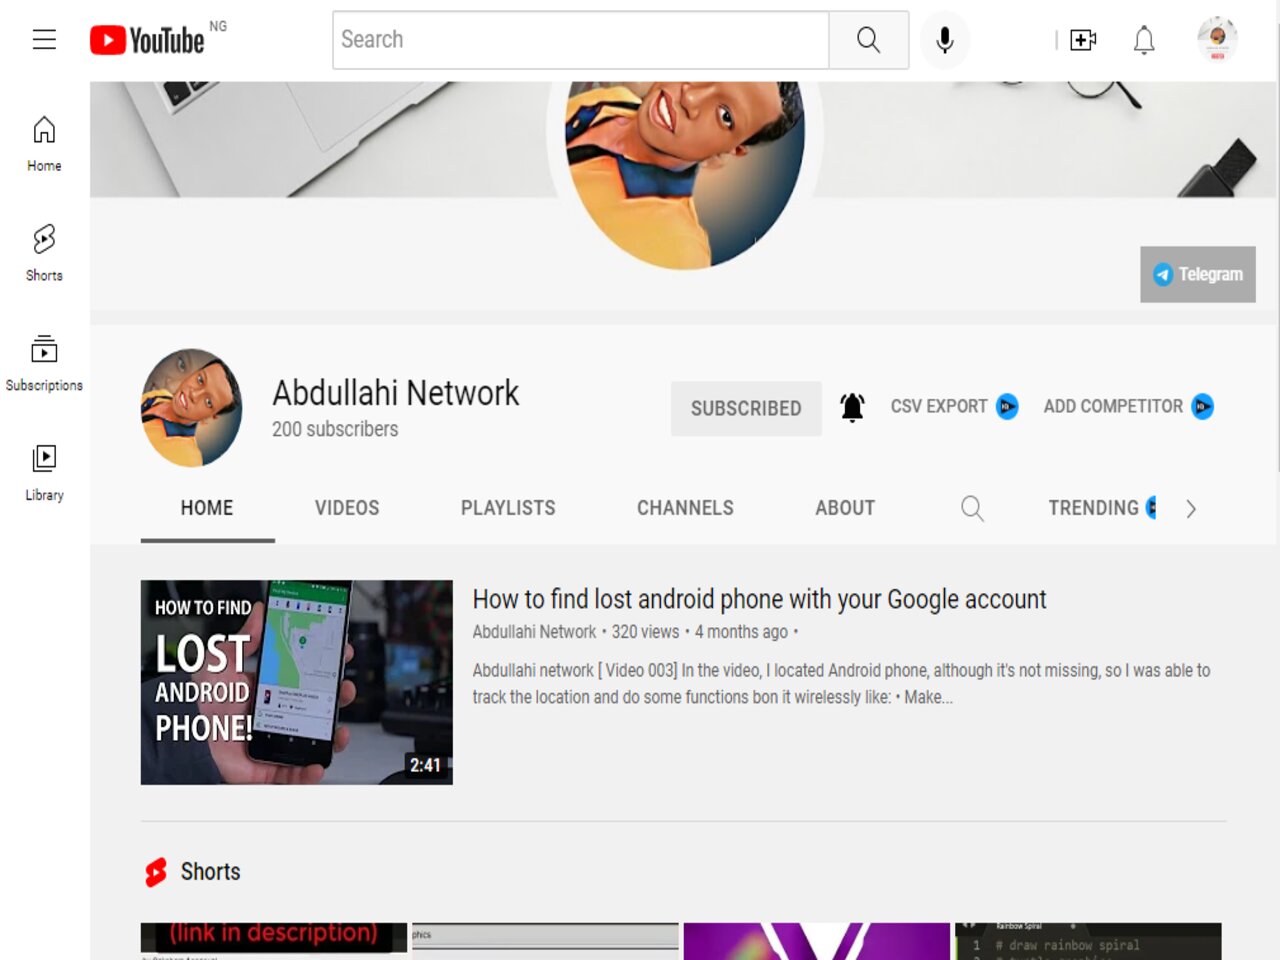 YouTube NG
Search
Home
Shorts
Subscriptions
Library
Telegram
Abdullahi Network
200 subscribers
SUBSCRIBED
CSV EXPORT
ADD COMPETITOR
HOME
VIDEOS
PLAYLISTS
CHANNELS
ABOUT
TRENDING
HOW TO FIND
LOST
ANDROID
PHONE!
2:41
How to find lost android phone with your Google account
Abdullahi Network • 320 views • 4 months ago •
Abdullahi network [ Video 003] In the video, I located Android phone, although it's not missing, so I was able to
track the location and do some functions bon it wirelessly like: • Make...
Shorts
(link in description)
phics
Rainbow Spiral
1 # draw rainbow spiral